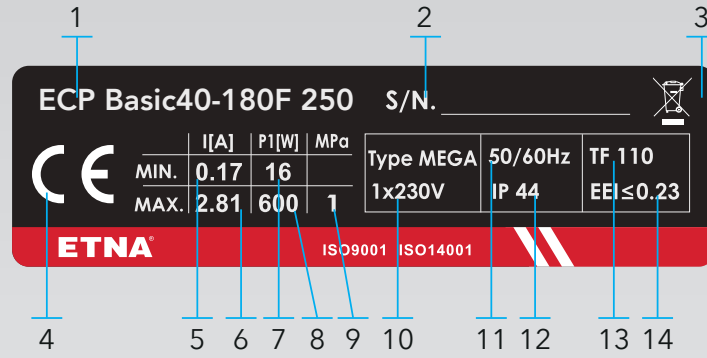 1 2 3
ECP Basic40-180F 250 S/N.
CE
I[A] P1[W] MPa
MIN. 0.17 16
MAX. 2.81 600 1
Type MEGA 50/60Hz TF 110
1x230V IP 44 EEI≤0.23
ETNA® ISO9001 ISO14001
4 5 6 7 8 9 10 11 12 13 14